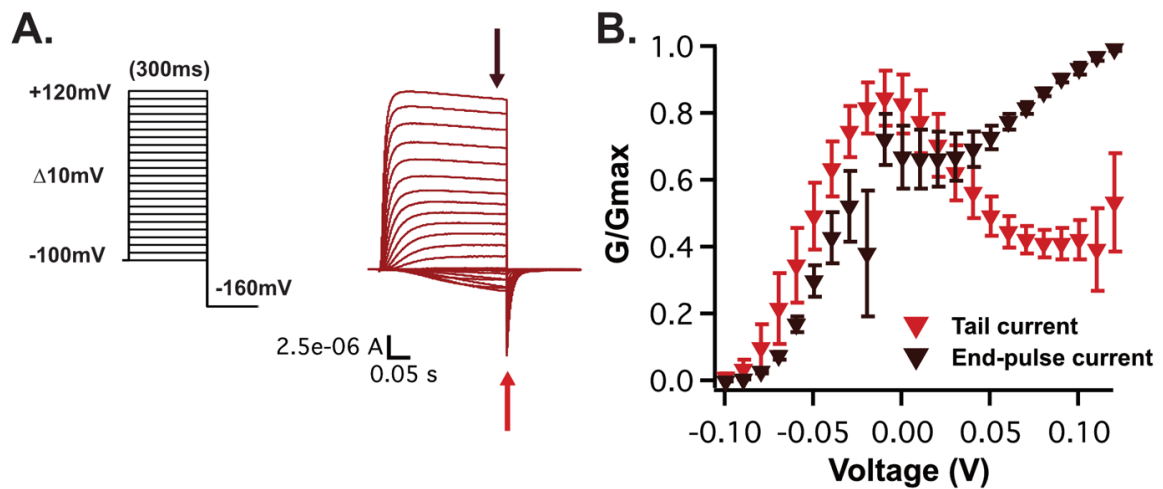 A.
(300ms)
+120mV
Δ10mV
-100mV
-160mV
2.5e-06 A
0.05 s
B.
1.0
0.8
0.6
0.4
0.2
0.0
G/Gmax
Tail current
End-pulse current
-0.10 -0.05 0.00 0.05 0.10
Voltage (V)